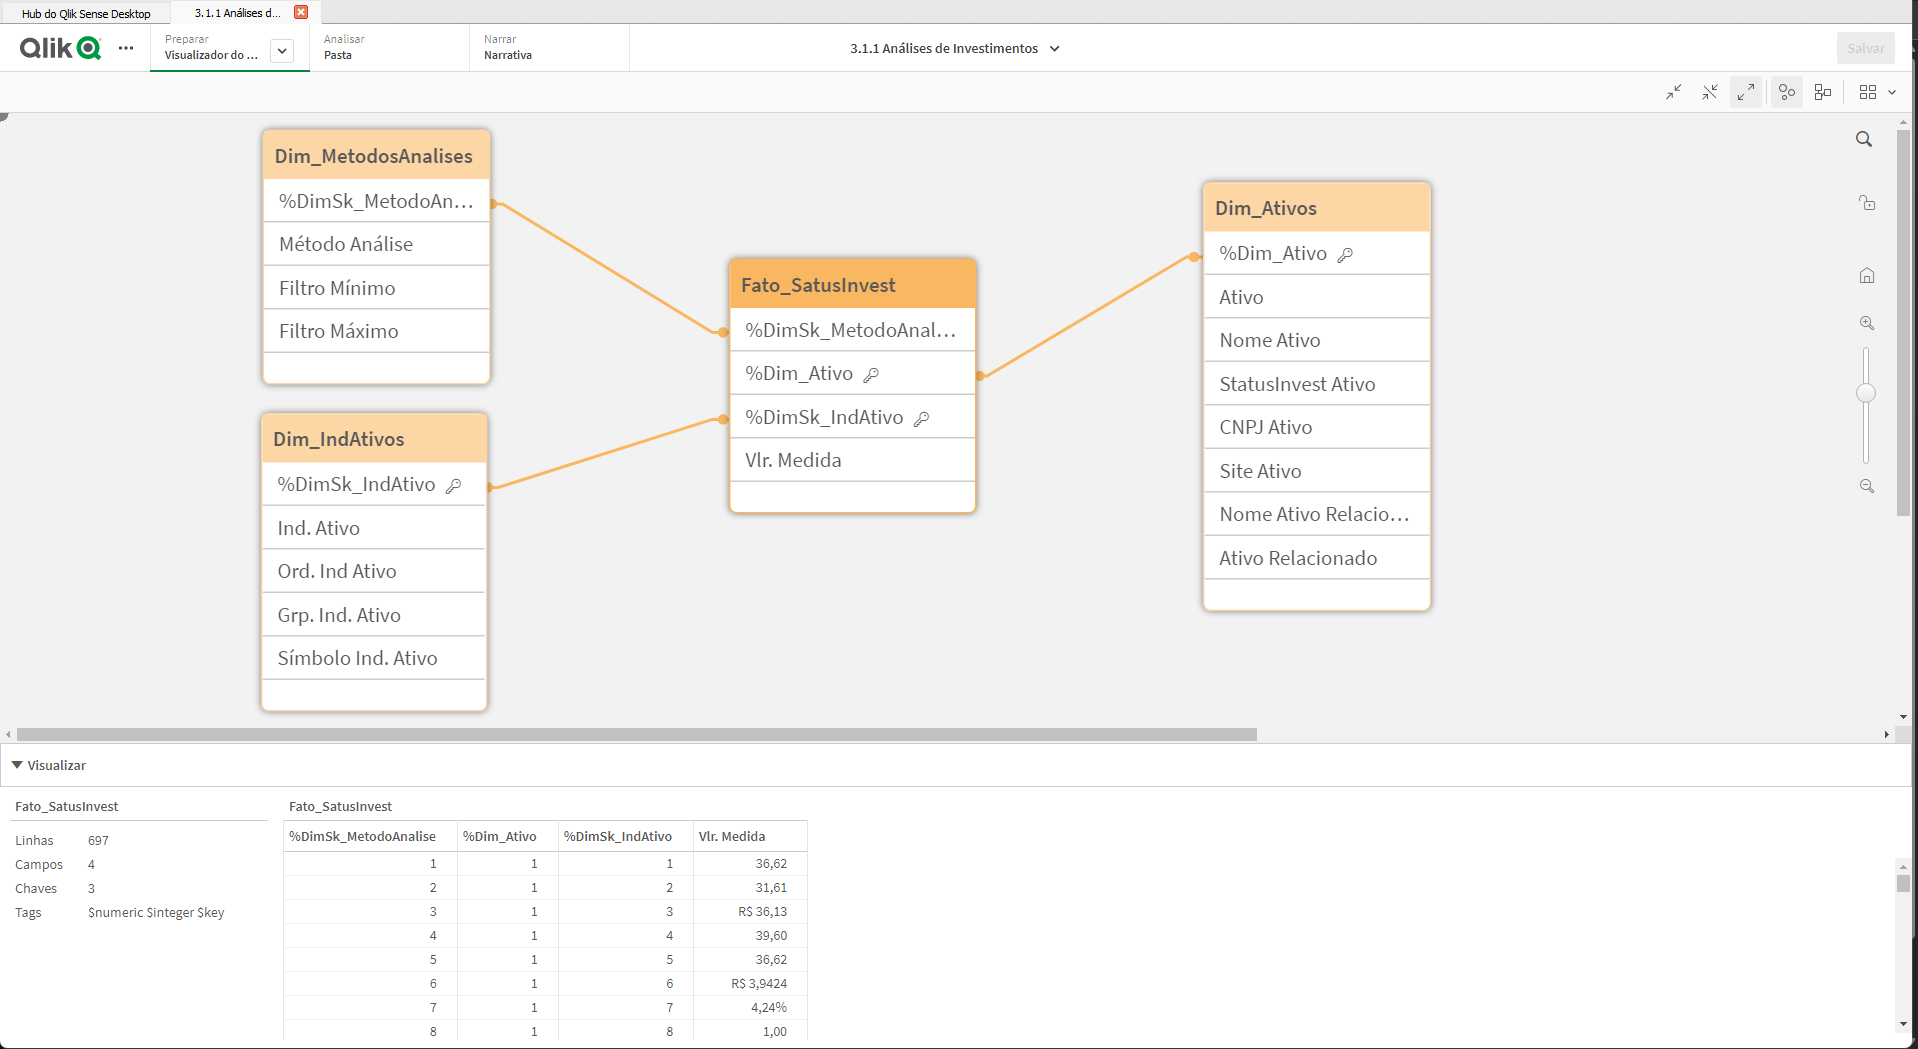 Hub do Qlik Sense Desktop
3.1.1 Análises d...
Qlik
Preparar
Visualizador do ...
Analisar
Pasta
Narrar
Narrativa
3.1.1 Análises de Investimentos
Salvar
Dim_MetodosAnalises
%DimSk_MetodoAn...
Método Análise
Filtro Mínimo
Filtro Máximo
Dim_IndAtivos
%DimSk_IndAtivo
Ind. Ativo
Ord. Ind Ativo
Grp. Ind. Ativo
Símbolo Ind. Ativo
Fato_SatusInvest
%DimSk_MetodoAnal...
%Dim_Ativo
%DimSk_IndAtivo
Vlr. Medida
Dim_Ativos
%Dim_Ativo
Ativo
Nome Ativo
StatusInvest Ativo
CNPJ Ativo
Site Ativo
Nome Ativo Relacio...
Ativo Relacionado
Visualizar
Fato_SatusInvest
Linhas 697
Campos 4
Chaves 3
Tags $numeric $integer $key
Fato_SatusInvest
%DimSk_MetodoAnalise %Dim_Ativo %DimSk_IndAtivo Vlr. Medida
1 1 1 36,62
2 1 2 31,61
3 1 3 R$ 36,13
4 1 4 39,60
5 1 5 36,62
6 1 6 R$ 3,9424
7 1 7 4,24%
8 1 8 1,00